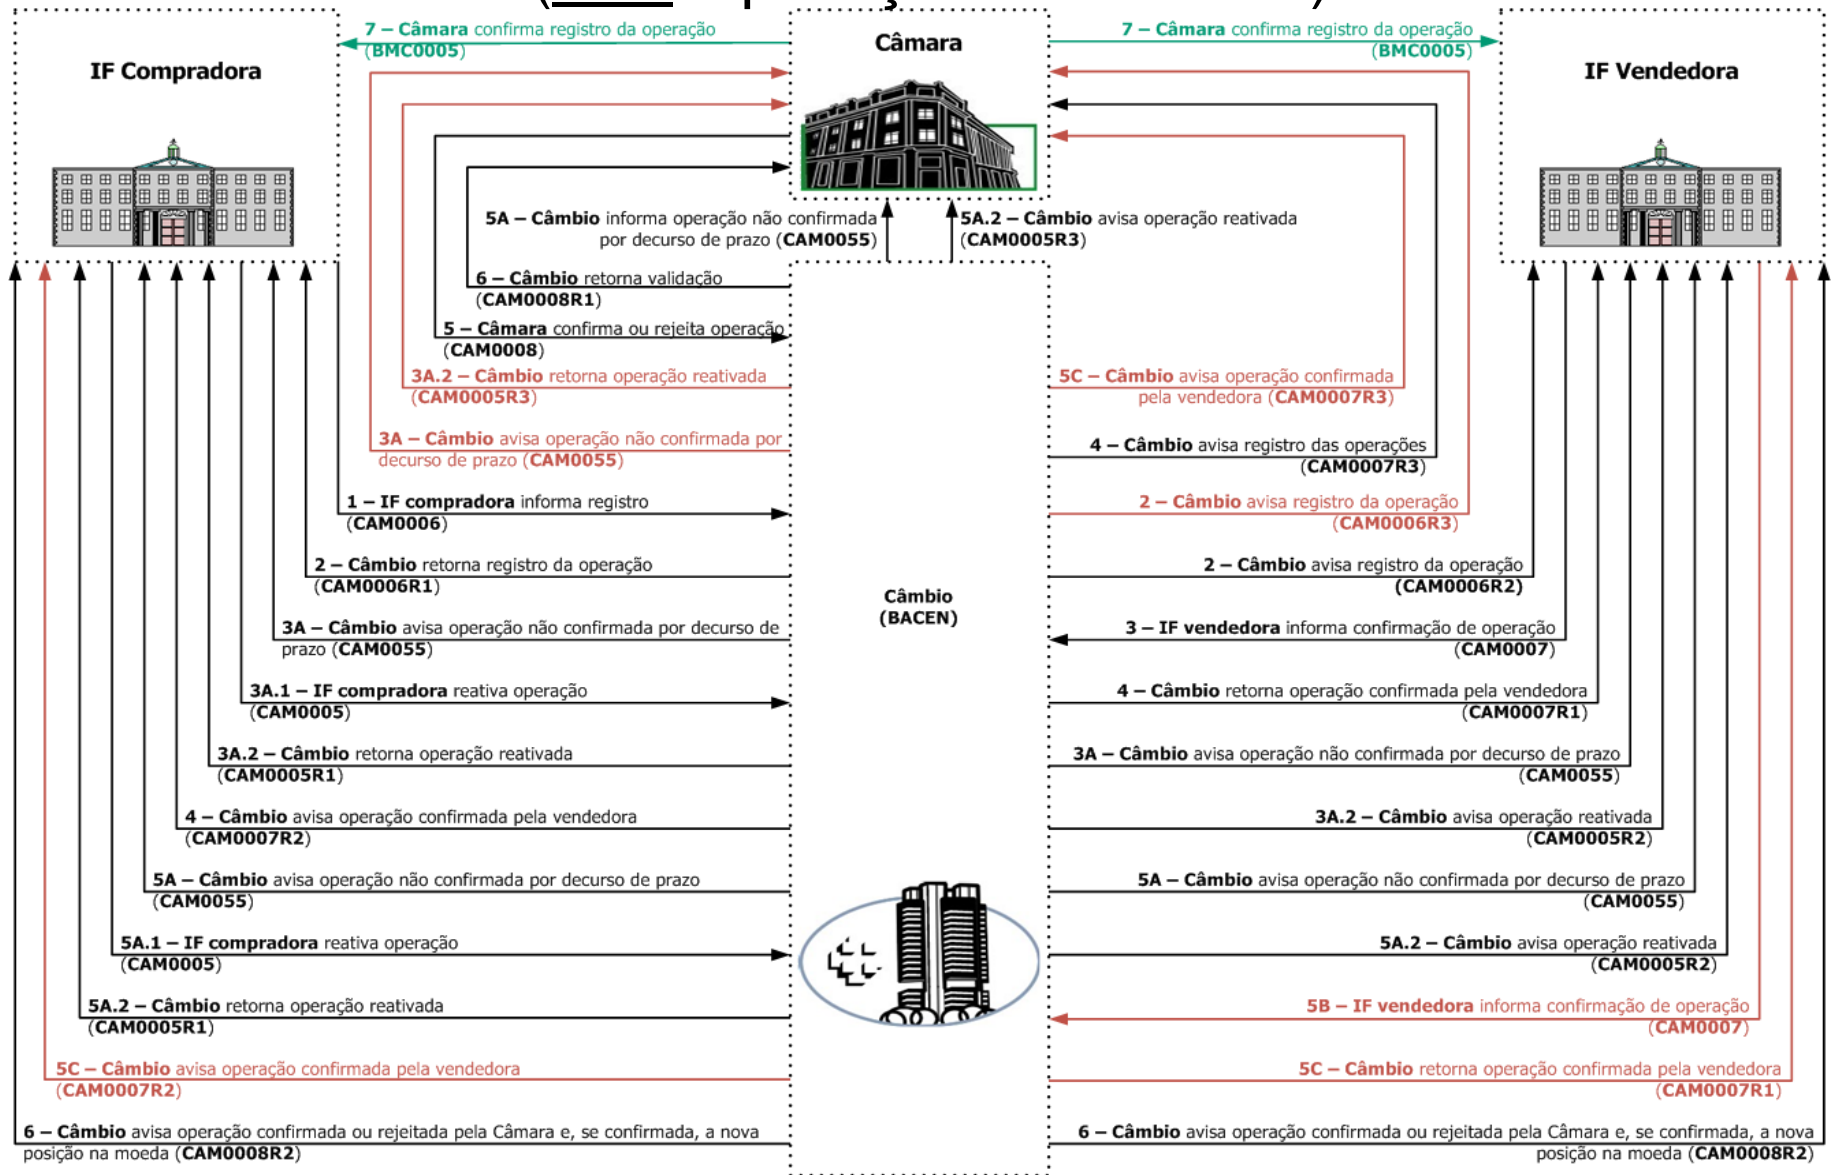 7 – Câmara confirma registro da operação
(BMC0005)
Câmara
7 – Câmara confirma registro da operação
(BMC0005)
IF Compradora
IF Vendedora
5A – Câmbio informa operação não confirmada
por decurso de prazo (CAM0055)
5A.2 – Câmbio avisa operação reativada
(CAM0005R3)
6 – Câmbio retorna validação
(CAM0008R1)
5 – Câmara confirma ou rejeita operação
(CAM0008)
3A.2 – Câmbio retorna operação reativada
(CAM0005R3)
5C – Câmbio avisa operação confirmada
pela vendedora (CAM0007R3)
3A – Câmbio avisa operação não confirmada por
decurso de prazo (CAM0055)
4 – Câmbio avisa registro das operações
(CAM0007R3)
1 – IF compradora informa registro
(CAM0006)
2 – Câmbio avisa registro da operação
(CAM0006R3)
2 – Câmbio retorna registro da operação
(CAM0006R1)
2 – Câmbio avisa registro da operação
(CAM0006R2)
Câmbio
(BACEN)
3A – Câmbio avisa operação não confirmada por decurso de
prazo (CAM0055)
3 – IF vendedora informa confirmação de operação
(CAM0007)
3A.1 – IF compradora reativa operação
(CAM0005)
4 – Câmbio retorna operação confirmada pela vendedora
(CAM0007R1)
3A.2 – Câmbio retorna operação reativada
(CAM0005R1)
3A – Câmbio avisa operação não confirmada por decurso de prazo
(CAM0055)
4 – Câmbio avisa operação confirmada pela vendedora
(CAM0007R2)
3A.2 – Câmbio avisa operação reativada
(CAM0005R2)
5A – Câmbio avisa operação não confirmada por decurso de prazo
(CAM0055)
5A – Câmbio avisa operação não confirmada por decurso de prazo
(CAM0055)
5A.1 – IF compradora reativa operação
(CAM0005)
5A.2 – Câmbio avisa operação reativada
(CAM0005R2)
5A.2 – Câmbio retorna operação reativada
(CAM0005R1)
5B – IF vendedora informa confirmação de operação
(CAM0007)
5C – Câmbio avisa operação confirmada pela vendedora
(CAM0007R2)
5C – Câmbio retorna operação confirmada pela vendedora
(CAM0007R1)
6 – Câmbio avisa operação confirmada ou rejeitada pela Câmara e, se confirmada, a nova
posição na moeda (CAM0008R2)
6 – Câmbio avisa operação confirmada ou rejeitada pela Câmara e, se confirmada, a nova
posição na moeda (CAM0008R2)